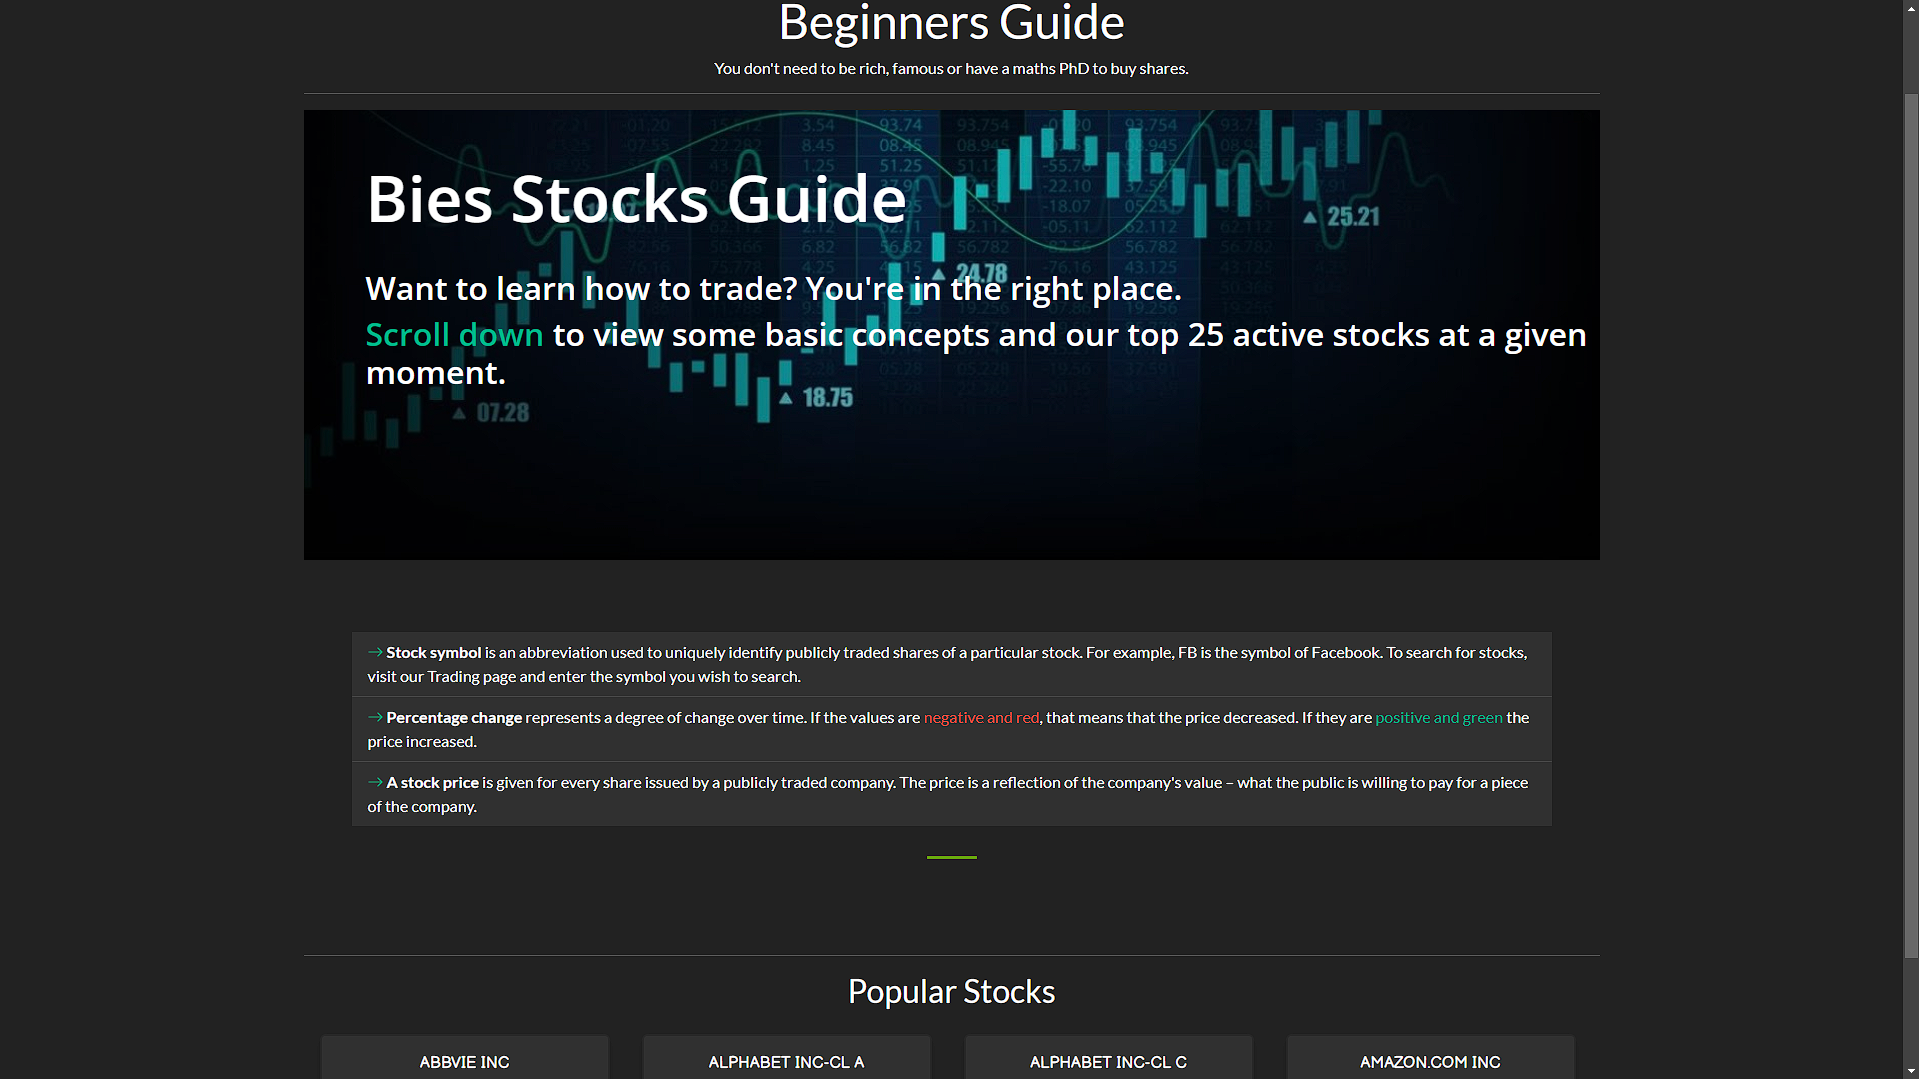 Beginners Guide
You don't need to be rich, famous or have a maths PhD to buy shares.
Bies Stocks Guide
25.21
24.78
Want to learn how to trade? You're in the right place.
Scroll down to view some basic concepts and our top 25 active stocks at a given
moment.
18.75
07.28
→ Stock symbol is an abbreviation used to uniquely identify publicly traded shares of a particular stock. For example, FB is the symbol of Facebook. To search for stocks,
visit our Trading page and enter the symbol you wish to search.
→ Percentage change represents a degree of change over time. If the values are negative and red, that means that the price decreased. If they are positive and green the
price increased.
→ A stock price is given for every share issued by a publicly traded company. The price is a reflection of the company's value – what the public is willing to pay for a piece
of the company.
Popular Stocks
ABBVIE INC
ALPHABET INC-CL A
ALPHABET INC-CL C
AMAZON.COM INC